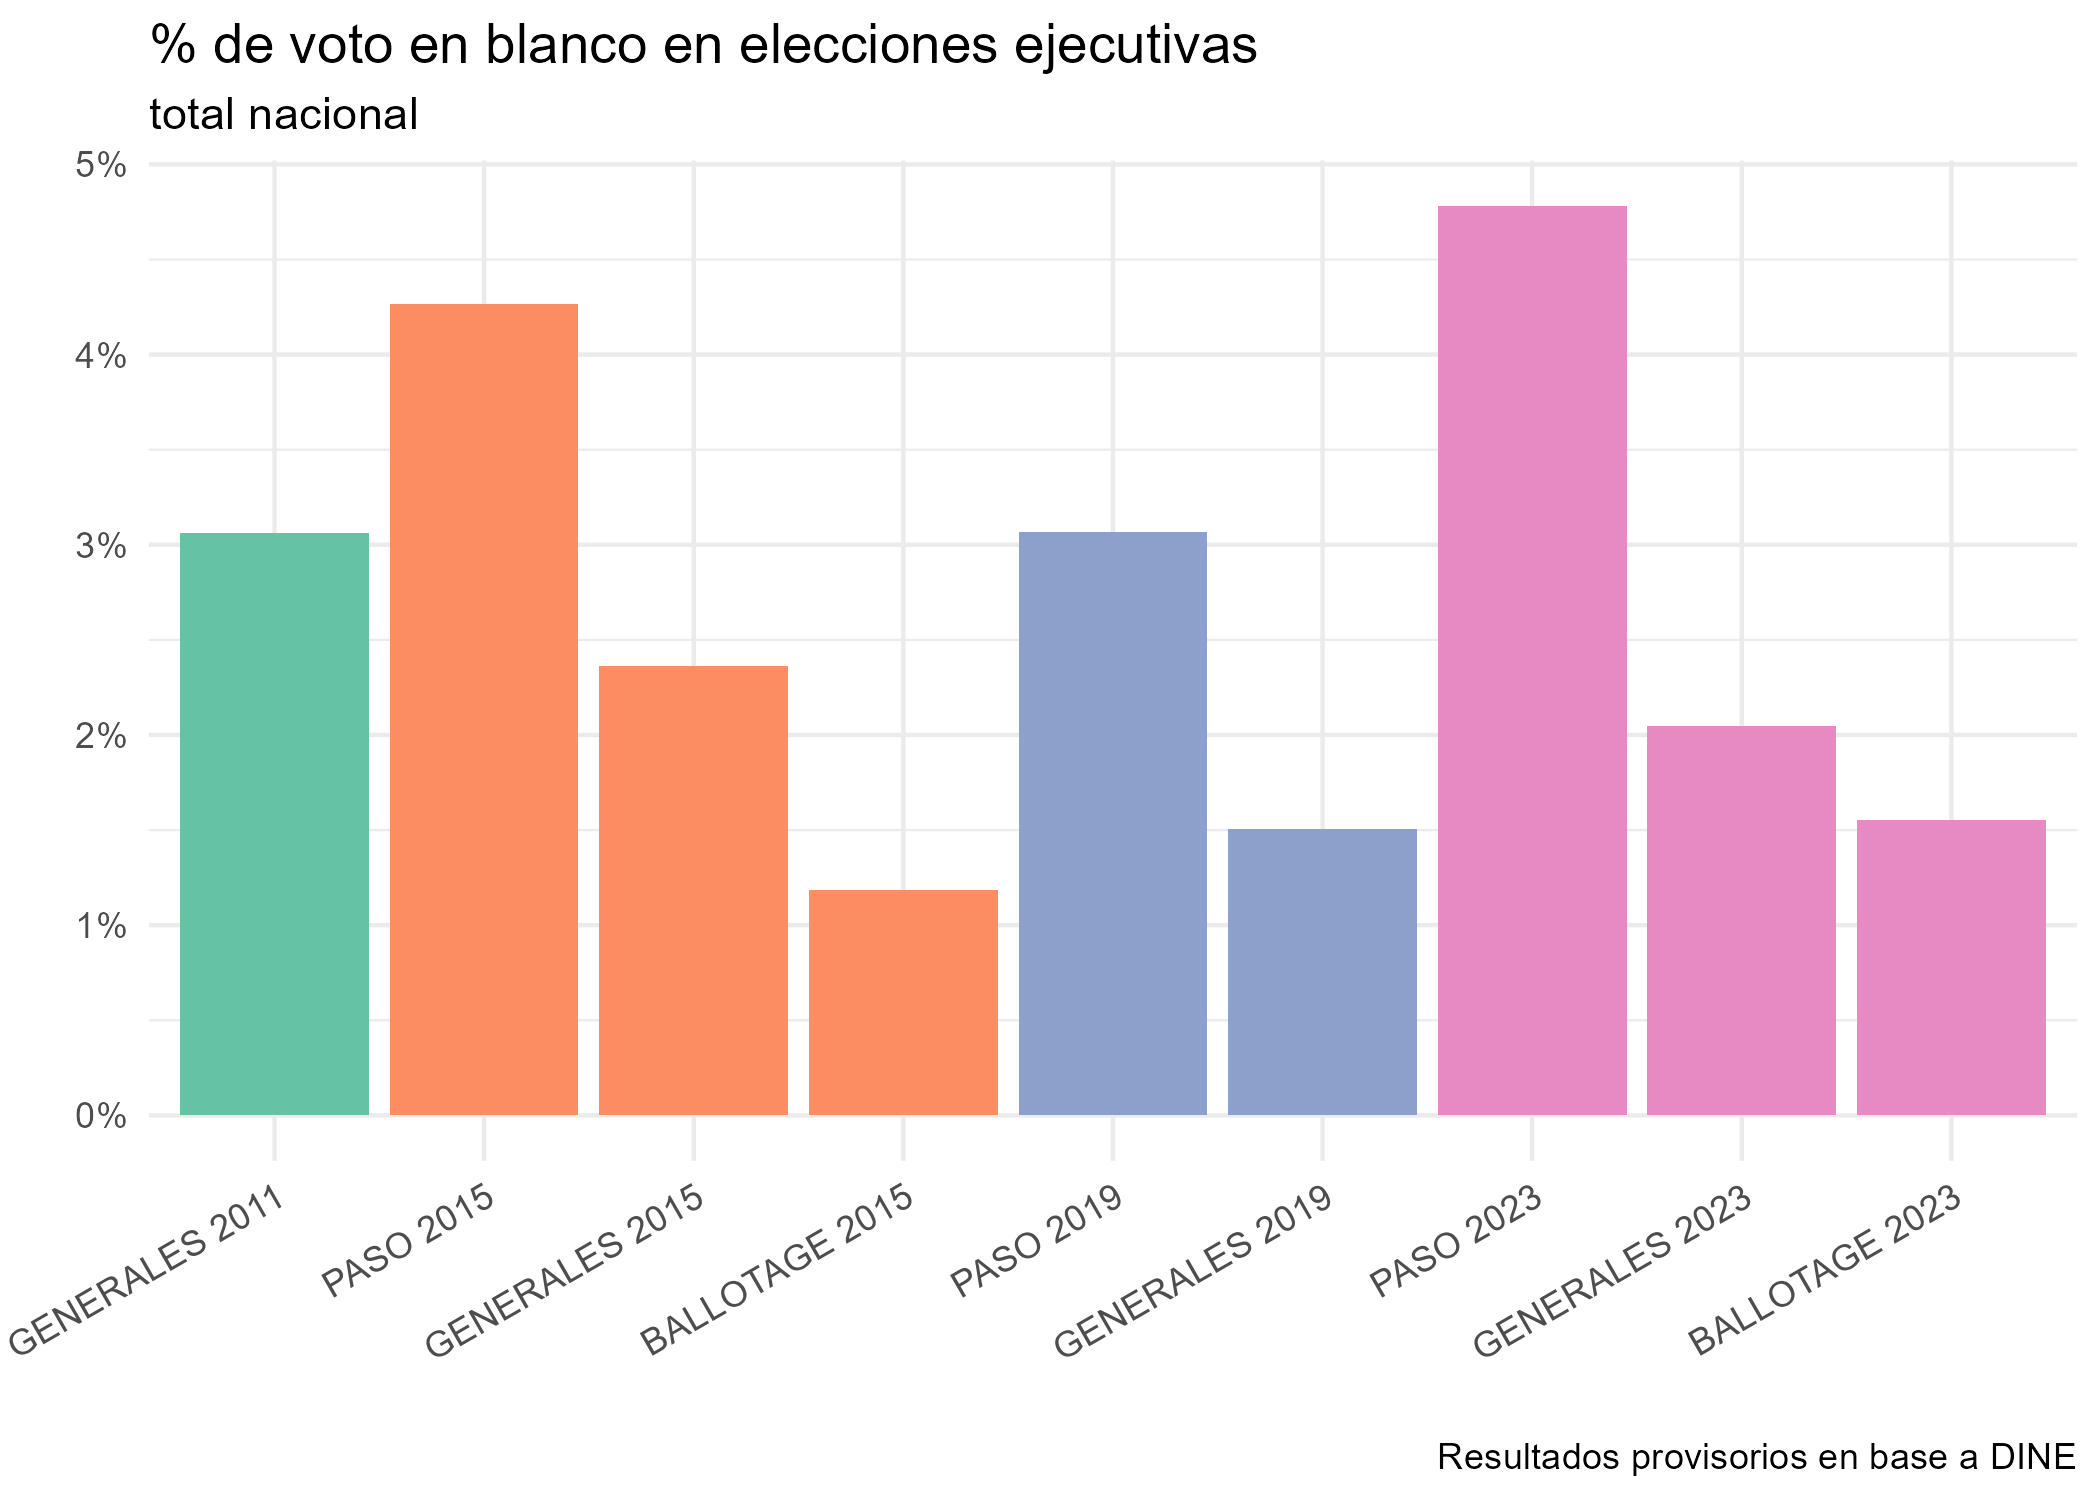 % de voto en blanco en elecciones ejecutivas
total nacional
5%
4%
3%
2%
1%
0%
GENERALES 2011
PASO 2015
GENERALES 2015
BALLOTAGE 2015
PASO 2019
GENERALES 2019
PASO 2023
GENERALES 2023
BALLOTAGE 2023
Resultados provisorios en base a DINE